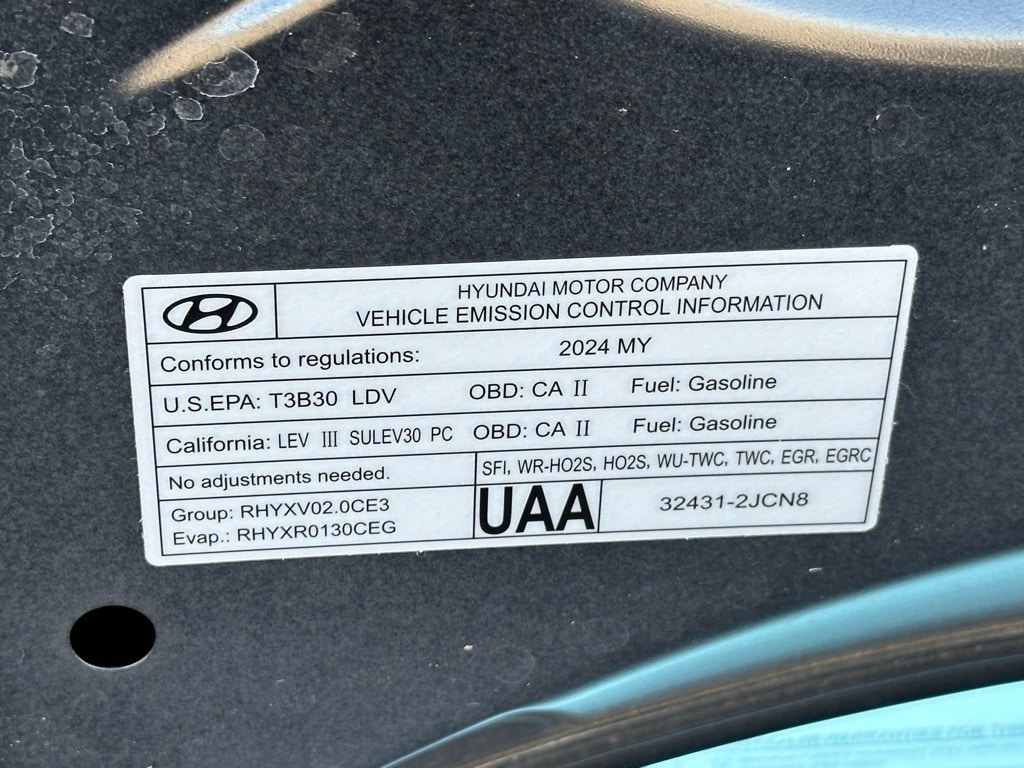 HYUNDAI MOTOR COMPANY
VEHICLE EMISSION CONTROL INFORMATION
Conforms to regulations: 2024 MY
U.S.EPA: T3B30 LDV OBD: CA II Fuel: Gasoline
California: LEV III SULEV30 PC OBD: CA II Fuel: Gasoline
No adjustments needed.
SFI, WR-HO2S, HO2S, WU-TWC, TWC, EGR, EGRC
Group: RHYXV02.0CE3
Evap.: RHYXR0130CEG
UAA
32431-2JCN8